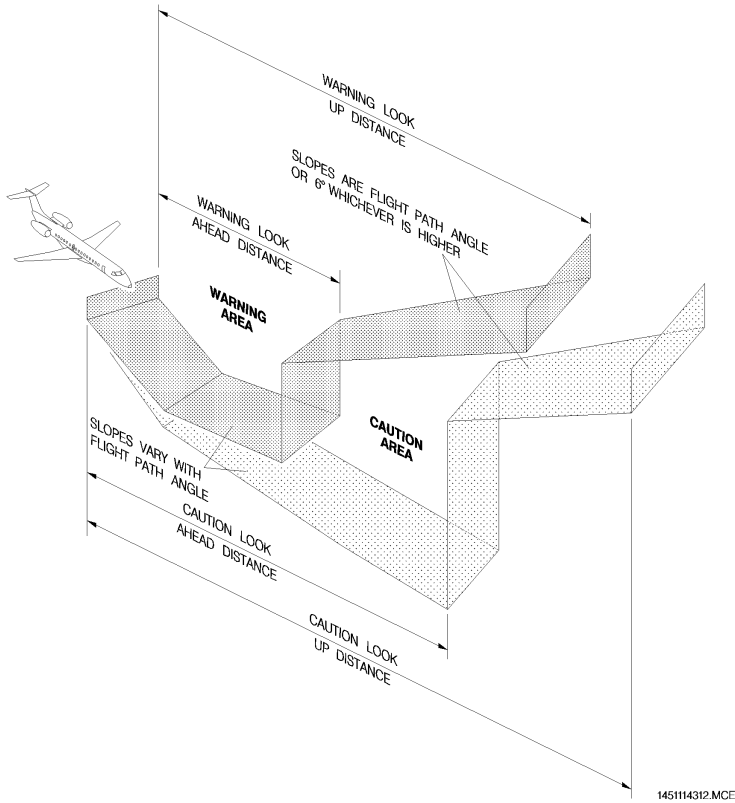 WARNING LOOK
UP DISTANCE
SLOPES ARE FLIGHT PATH ANGLE
OR 6° WHICHEVER IS HIGHER
WARNING LOOK
AHEAD DISTANCE
WARNING
AREA
CAUTION
AREA
SLOPES VARY WITH
FLIGHT PATH ANGLE
CAUTION LOOK
AHEAD DISTANCE
CAUTION LOOK
UP DISTANCE
1451114312.MCE